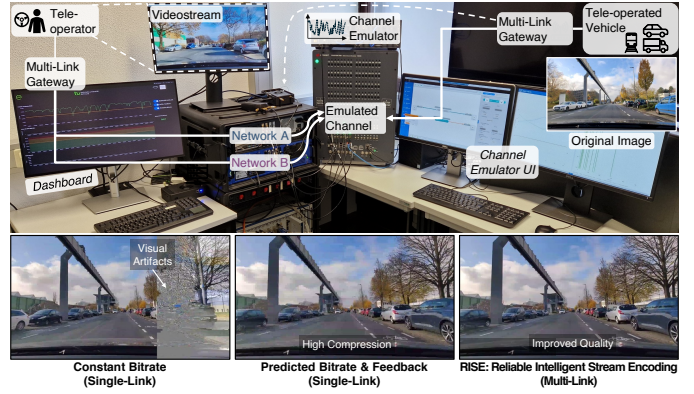 Tele-
operator
Videostream
Channel
Emulator
Multi-Link
Gateway
Tele-operated
Vehicle
Multi-Link
Gateway
Emulated
Channel
Network A
Network B
Original Image
Dashboard
Channel
Emulator UI
Visual
Artifacts
High Compression
Improved Quality
Constant Bitrate
(Single-Link)
Predicted Bitrate & Feedback
(Single-Link)
RISE: Reliable Intelligent Stream Encoding
(Multi-Link)